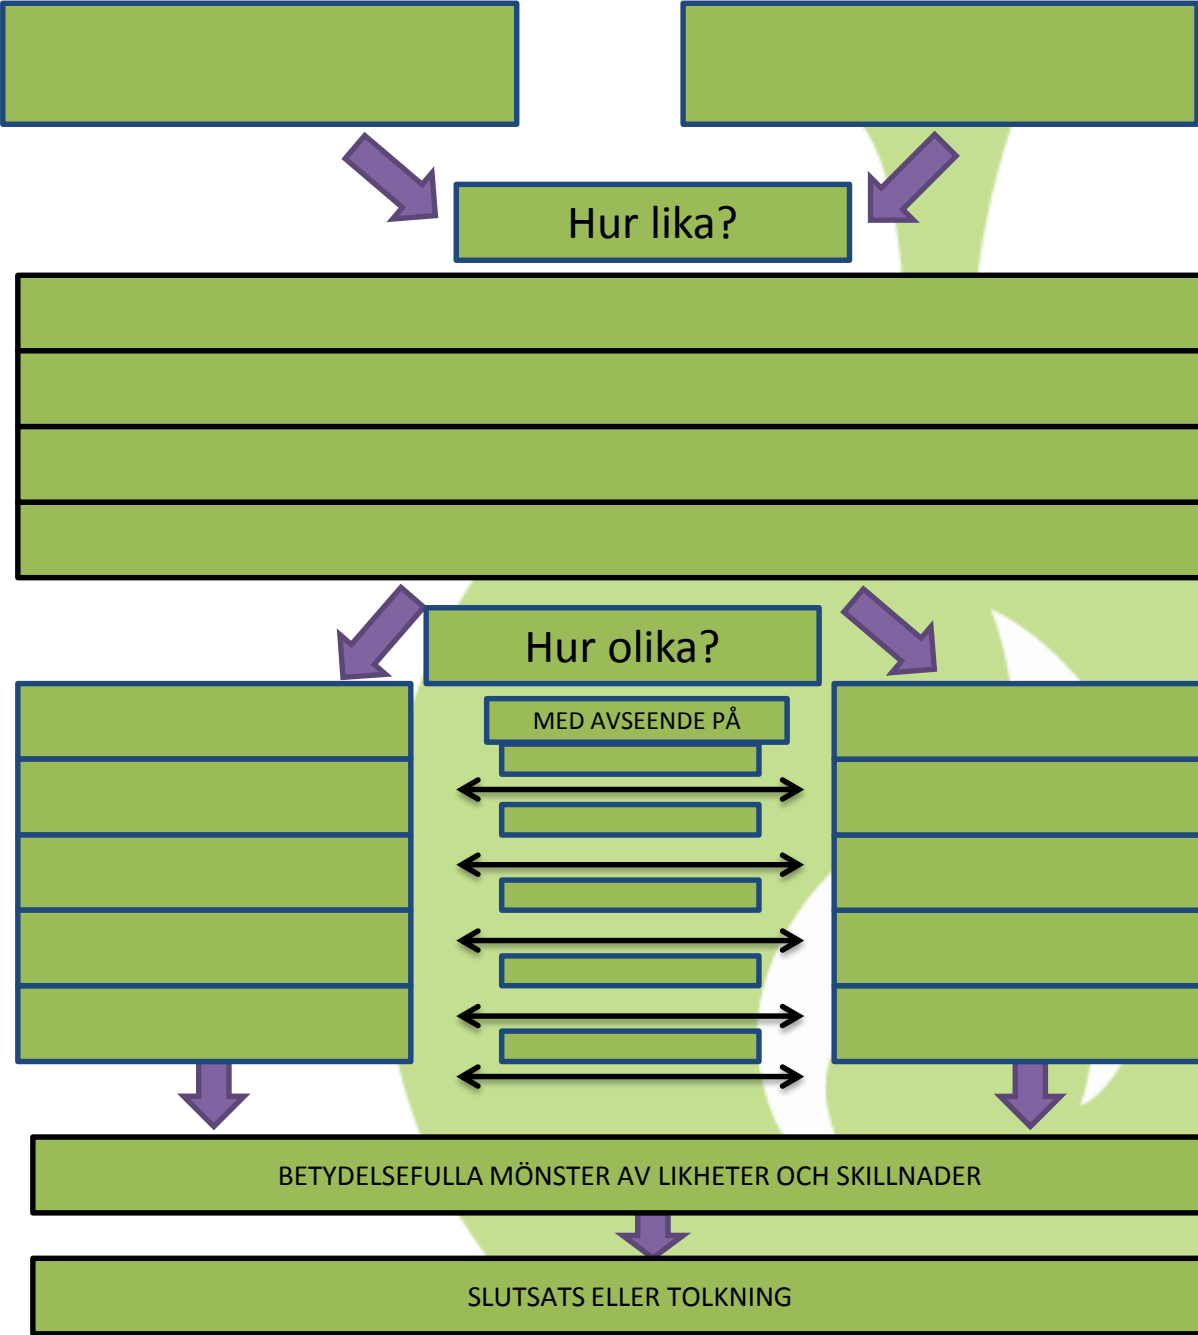 Hur lika?
Hur olika?
MED AVSEENDE PÅ
BETYDELSEFULLA MÖNSTER AV LIKHETER OCH SKILLNADER
SLUTSATS ELLER TOLKNING